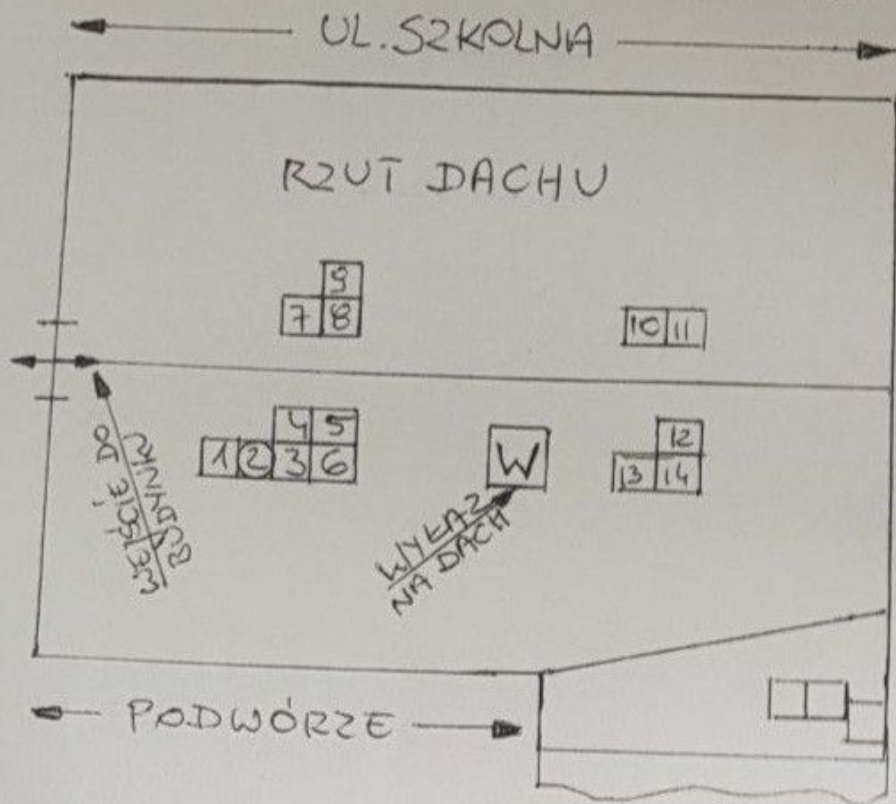 UL. SZKOLNA
RZUT DACHU
9
7 8
10 11
4 5
1 2 3 6
W
12
13 14
WEJŚCIE DO
BUDYNKU
WYŁAZ
NA DACH
PODWÓRZE